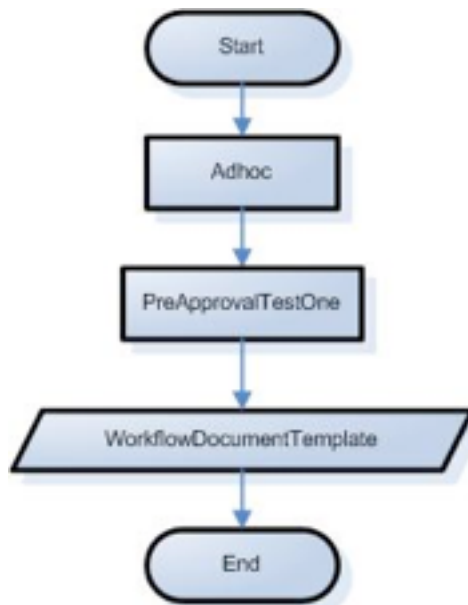 Start
Adhoc
PreApprovalTestOne
WorkflowDocumentTemplate
End